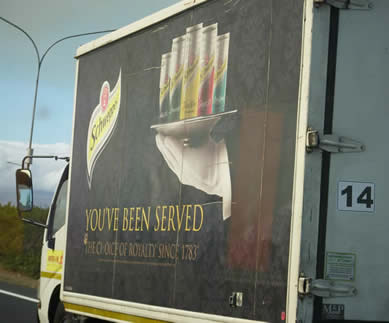 Schweppes
YOU'VE BEEN SERVED
THE CHOICE OF ROYALTY SINCE 1783
14